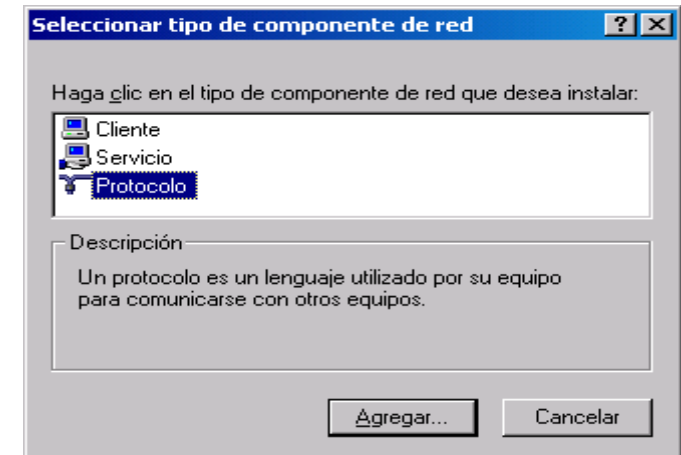 Seleccionar tipo de componente de red
Haga clic en el tipo de componente de red que desea instalar:
Cliente
Servicio
Protocolo
Descripción
Un protocolo es un lenguaje utilizado por su equipo
para comunicarse con otros equipos.
Agregar... Cancelar